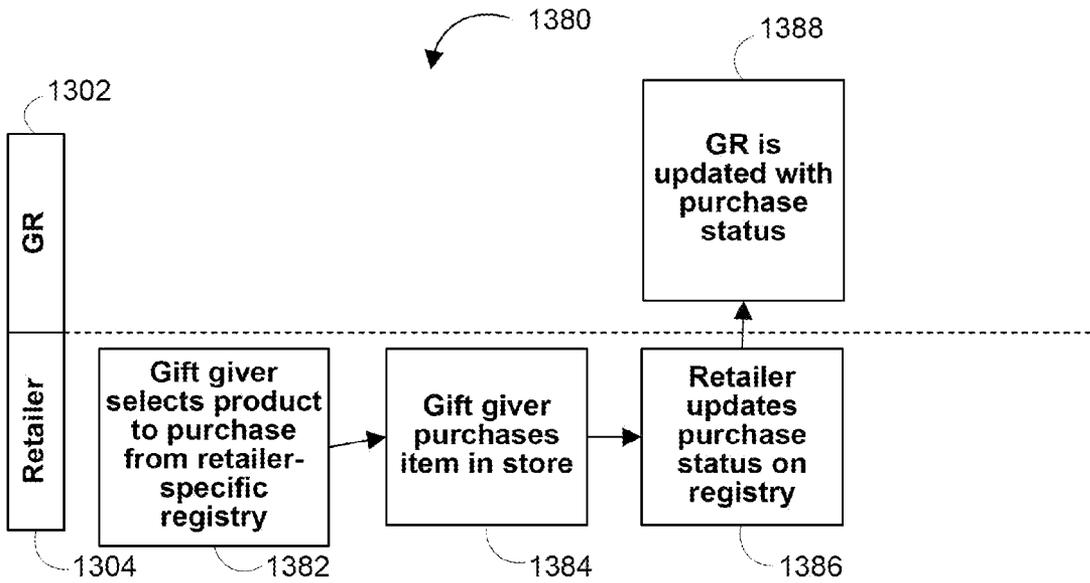 1380
1388
1302
GR is
updated with
purchase
status
GR
Retailer
Gift giver
selects product
to purchase
from retailer-
specific
registry
Gift giver
purchases
item in store
Retailer
updates
purchase
status on
registry
1304
1382
1384
1386